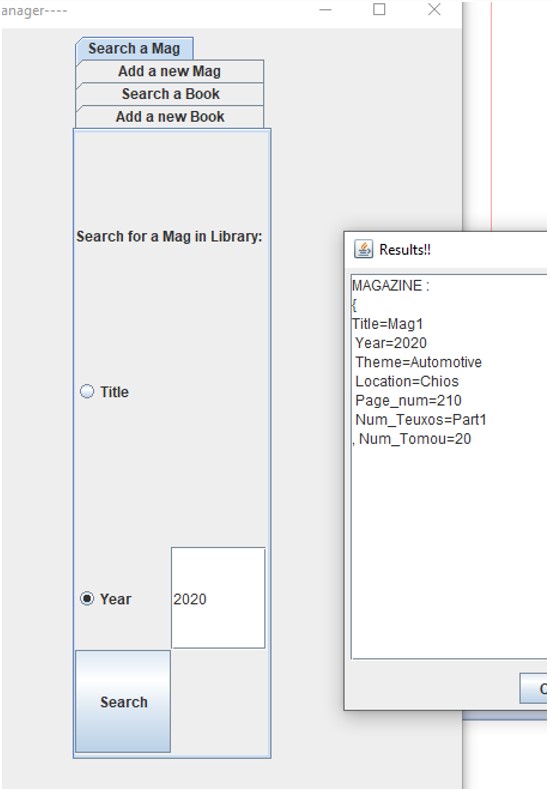 anager----
Search a Mag
Add a new Mag
Search a Book
Add a new Book
Search for a Mag in Library:
Title
Year
2020
Search
Results!!
MAGAZINE :
{
Title=Mag1
Year=2020
Theme=Automotive
Location=Chios
Page_num=210
Num_Teuxos=Part1
, Num_Tomou=20